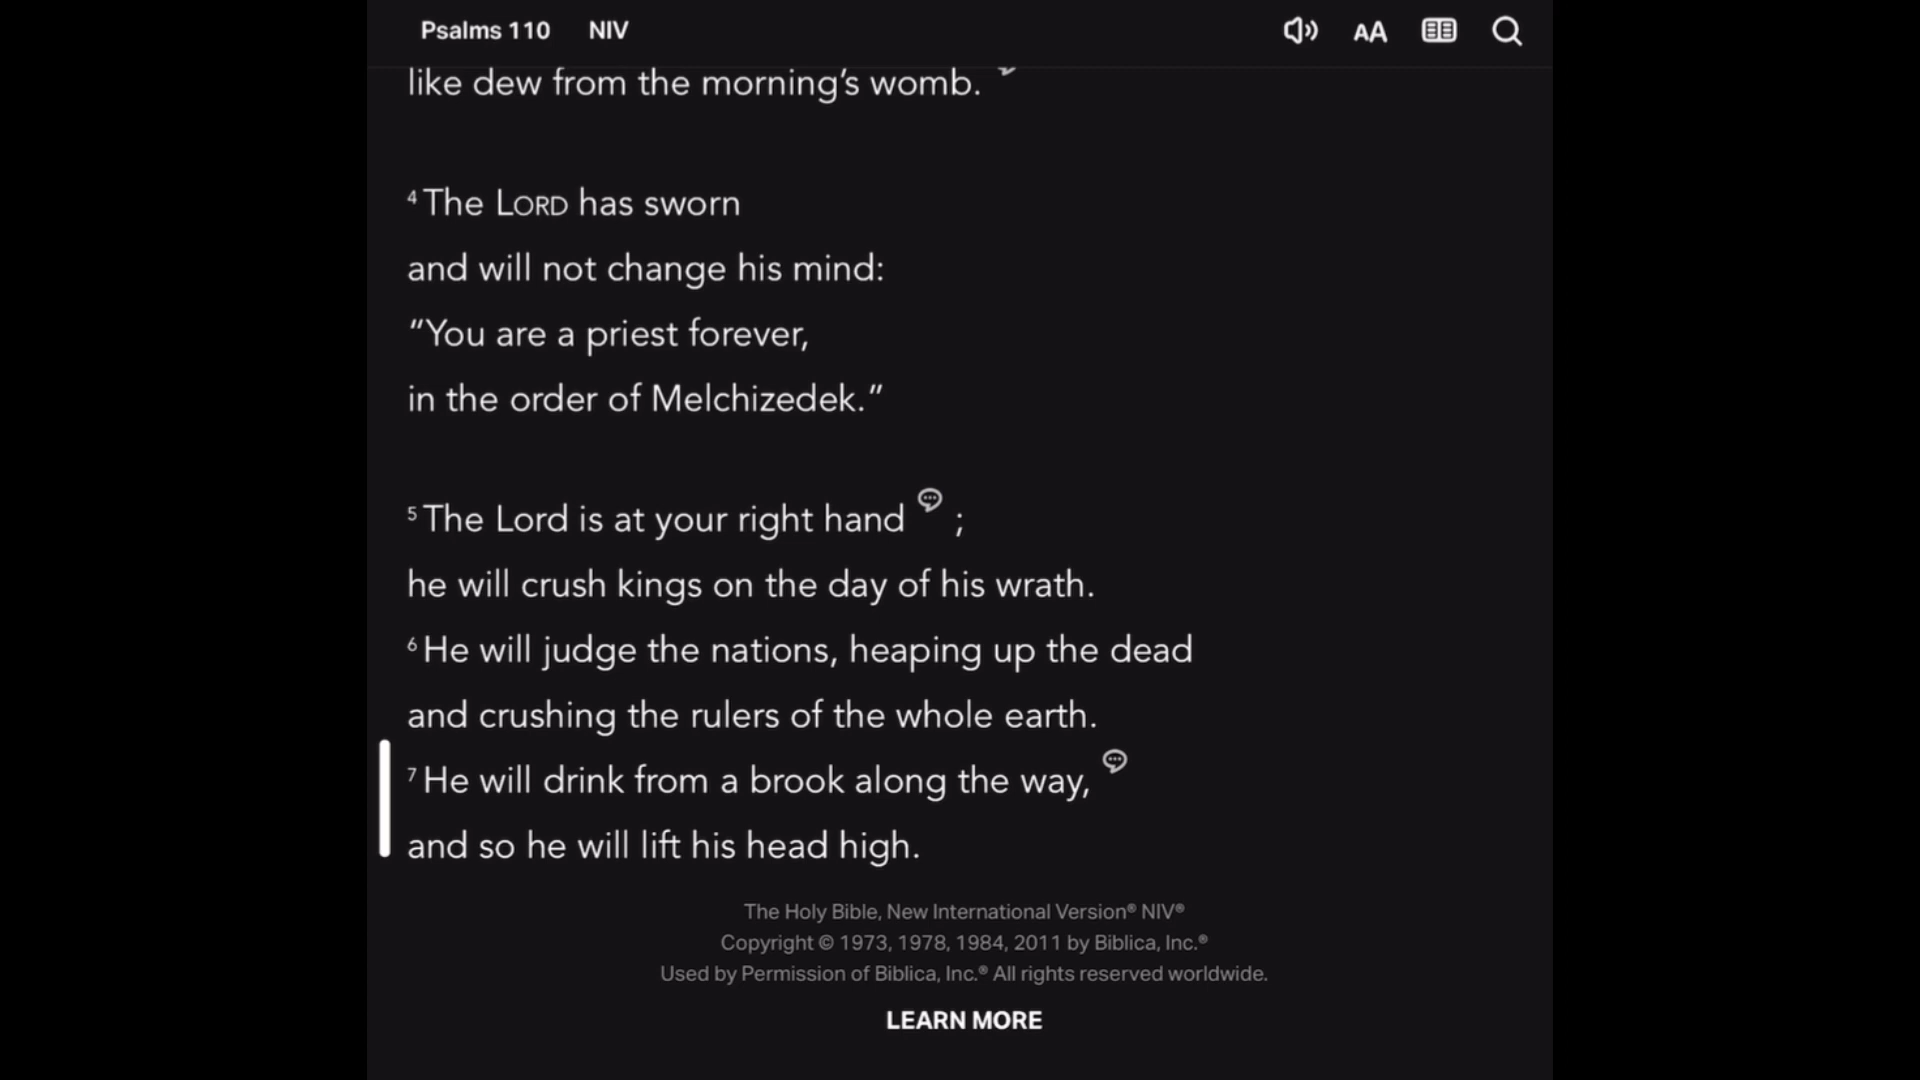 Psalms 110 NIV
AA
like dew from the morning’s womb.
4 The LORD has sworn
and will not change his mind:
“You are a priest forever,
in the order of Melchizedek.”
5 The Lord is at your right hand ;
he will crush kings on the day of his wrath.
6 He will judge the nations, heaping up the dead
and crushing the rulers of the whole earth.
7 He will drink from a brook along the way,
and so he will lift his head high.
The Holy Bible, New International Version® NIV®
Copyright © 1973, 1978, 1984, 2011 by Biblica, Inc.®
Used by Permission of Biblica, Inc.® All rights reserved worldwide.
LEARN MORE